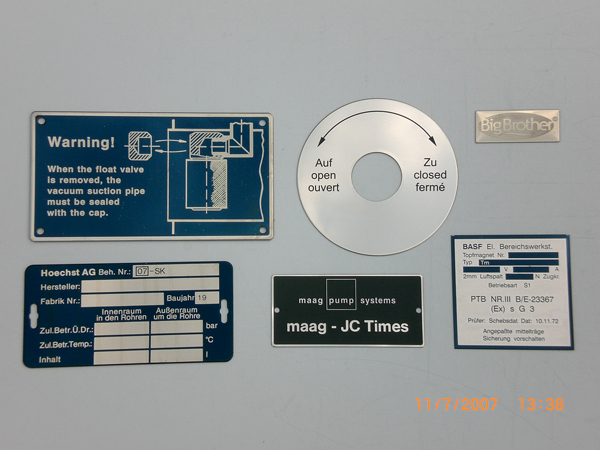 Warning!
When the float valve
is removed, the
vacuum suction pipe
must be sealed
with the cap.
Auf
open
ouvert
Zu
closed
fermé
BigBrother
Hoechst AG Beh. Nr.: 07-SK
Hersteller:
Fabrik Nr.: Baujahr 19
Innenraum
in den Rohren
Außenraum
um die Rohre
Zul.Betr.Ü.Dr.: bar
Zul.Betr.Temp.: °C
Inhalt l
maag pump systems
maag - JC Times
BASF El. Bereichswerkst.
Topfmagnet Nr.
Typ Tm
V A
2mm Luftspalt N Zugkr.
Betriebsart S1
PTB NR.III B/E-23367
(Ex) s G 3
Prüfer: Schebsdat Dat: 10.11.72
Angepaßte mittelträge
Sicherung vorschalten
11/7/2007 13:38